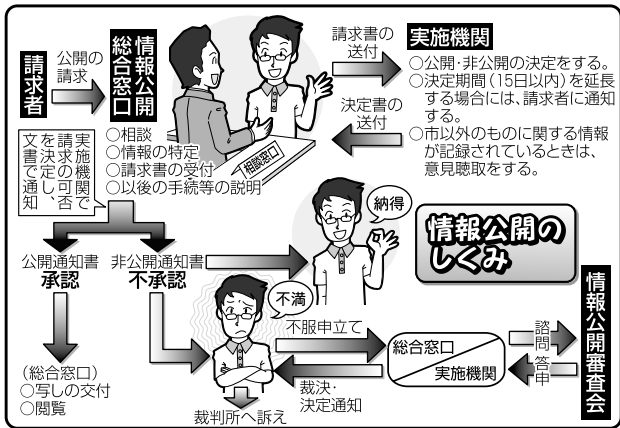 請求者
公開の
請求
情報公開
総合窓口
○相談
○情報の特定
○請求書の受付
○以後の手続等の説明
相談窓口
請求書の
送付
決定書の
送付
実施機関
○公開・非公開の決定をする。
○決定期間（15日以内）を延長
する場合には、請求者に通知
する。
○市以外のものに関する情報
が記録されているときは、
意見聴取をする。
実施機関で
請求の可否
を決定し、
文書で通知
公開通知書
承認
非公開通知書
不承認
納得
情報公開の
しくみ
不満
（総合窓口）
○写しの交付
○閲覧
不服申立て
裁決・
決定通知
裁判所へ訴え
総合窓口
実施機関
諮問
答申
情報公開審査会